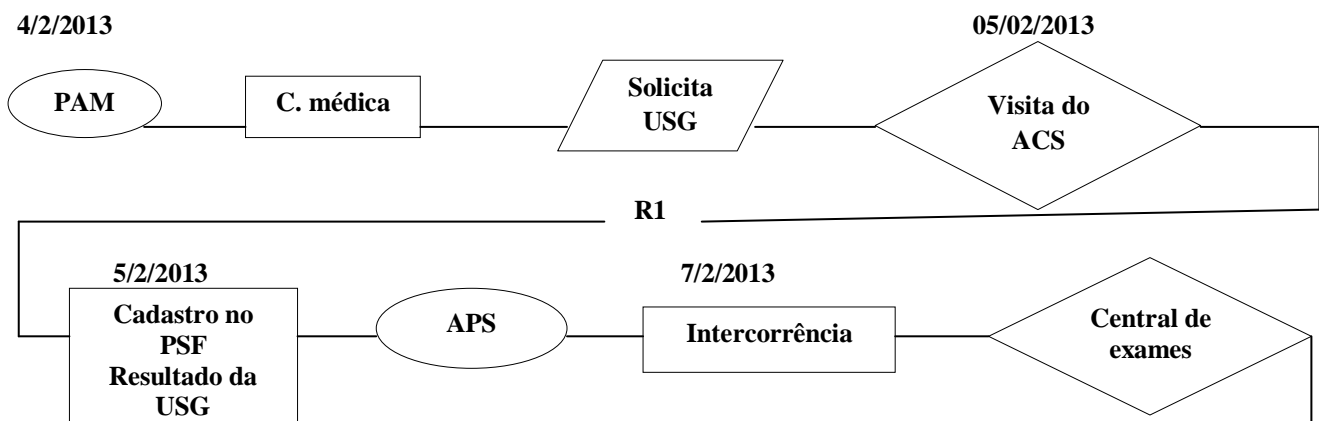 4/2/2013
05/02/2013
PAM
C. médica
Solicita
USG
Visita do
ACS
R1
5/2/2013
7/2/2013
Cadastro no
PSF
Resultado da
USG
APS
Intercorrência
Central de
exames